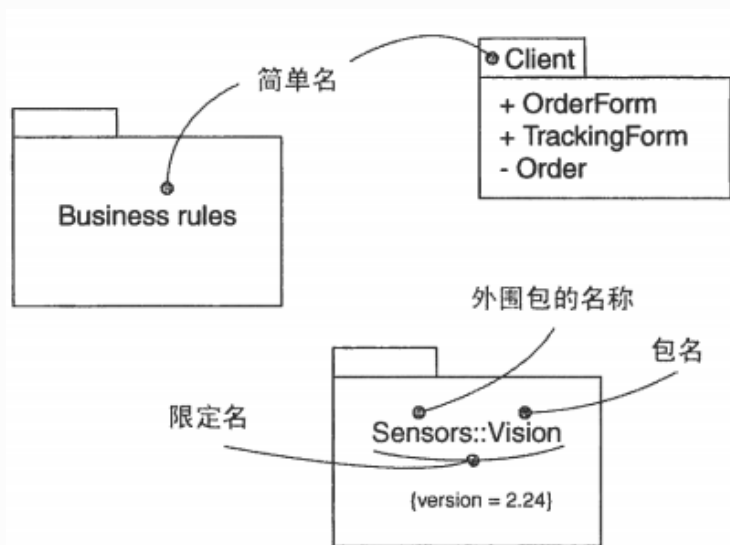 Client
简单名
+ OrderForm
+ TrackingForm
- Order
Business rules
外围包的名称
包名
限定名
Sensors::Vision
{version = 2.24}